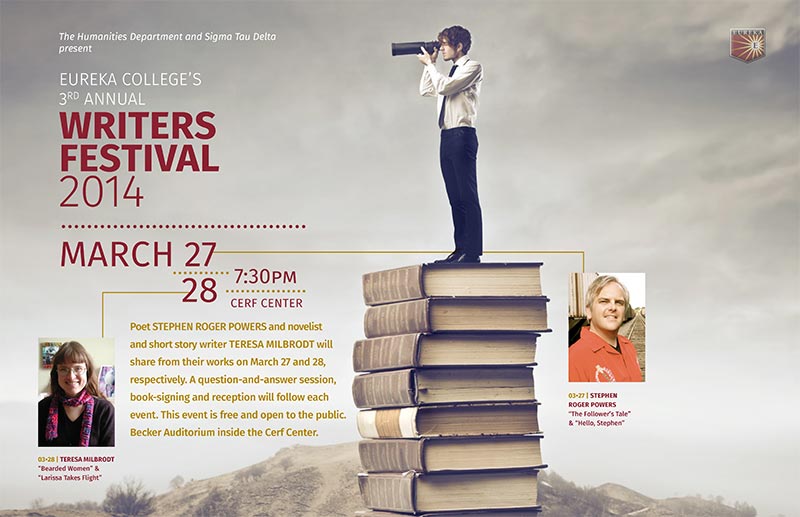 The Humanities Department and Sigma Tau Delta
present
EUREKA COLLEGE'S
3RD ANNUAL
WRITERS
FESTIVAL
2014
MARCH 27
28
7:30PM
CERF CENTER
Poet STEPHEN ROGER POWERS and novelist
and short story writer TERESA MILBRODT will
share from their works on March 27 and 28,
respectively. A question-and-answer session,
book-signing and reception will follow each
event. This event is free and open to the public.
Becker Auditorium inside the Cerf Center.
03•28 | TERESA MILBRODT
"Bearded Women" &
"Larissa Takes Flight"
03•27 | STEPHEN
ROGER POWERS
"The Follower's Tale"
& "Hello, Stephen"
EUREKA
E